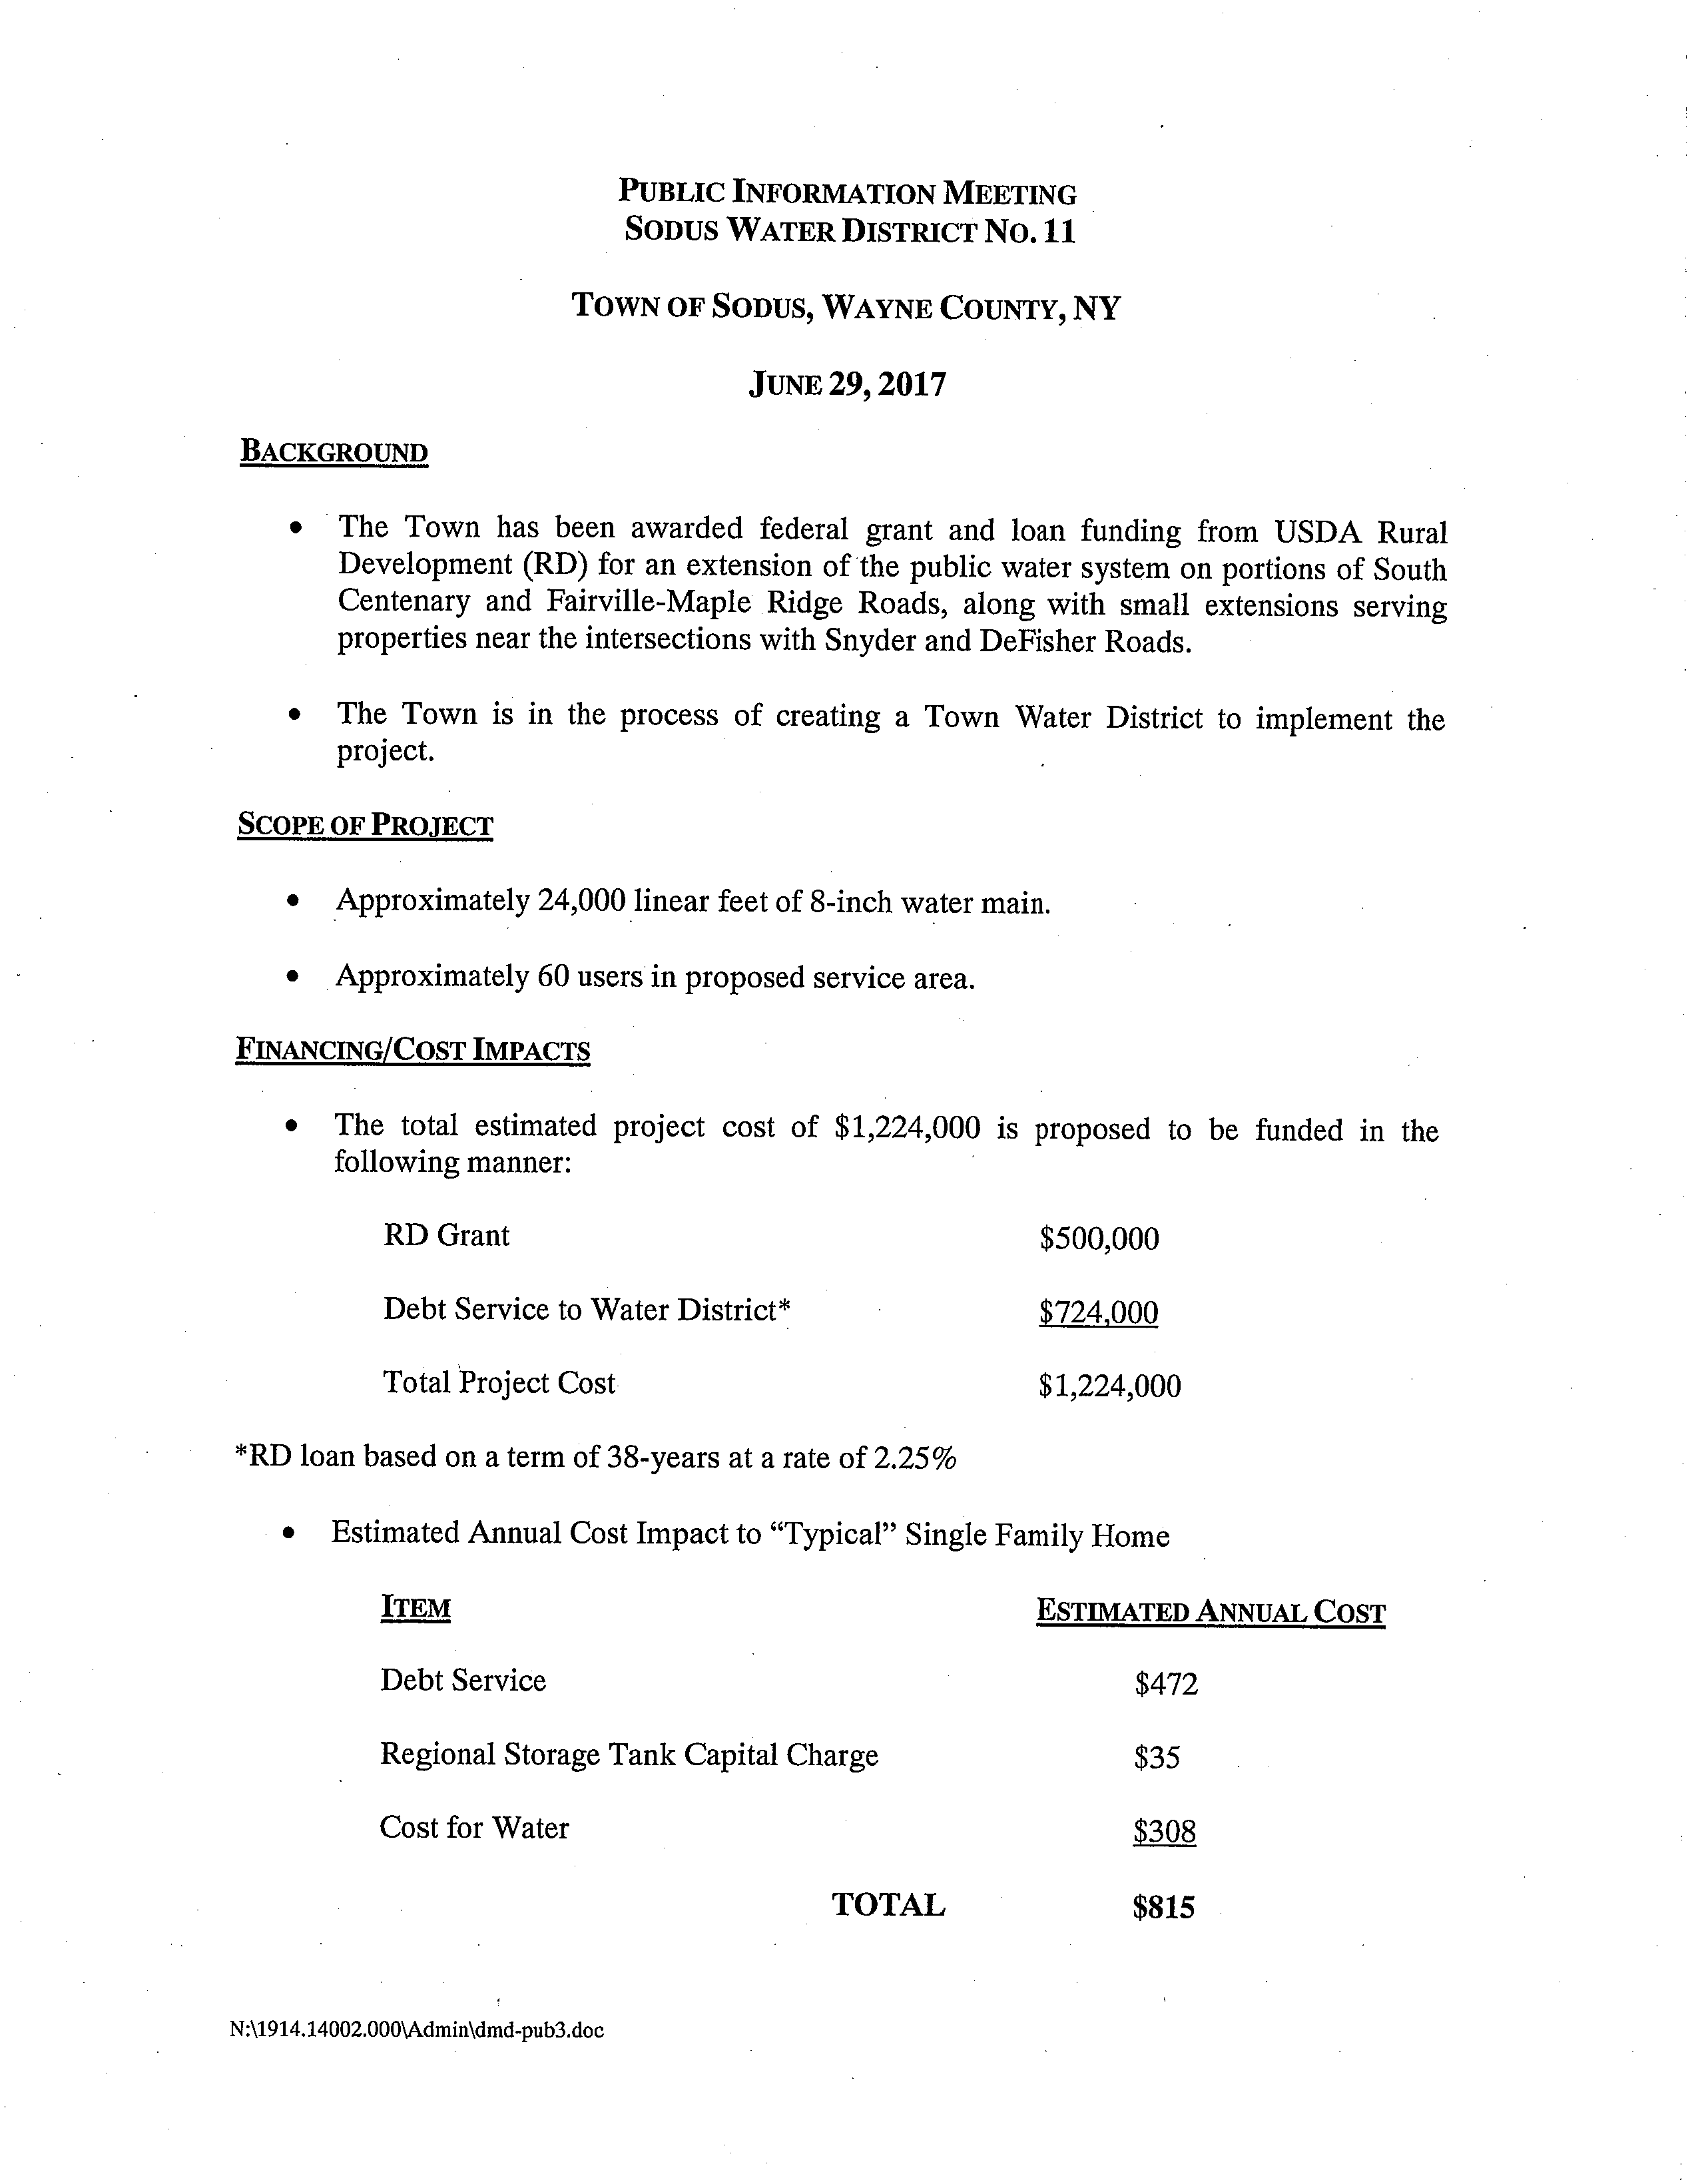 PUBLIC INFORMATION MEETING
SODUS WATER DISTRICT NO. 11
TOWN OF SODUS, WAYNE COUNTY, NY
JUNE 29, 2017
BACKGROUND
• The Town has been awarded federal grant and loan funding from USDA Rural
Development (RD) for an extension of the public water system on portions of South
Centenary and Fairville-Maple Ridge Roads, along with small extensions serving
properties near the intersections with Snyder and DeFisher Roads.
• The Town is in the process of creating a Town Water District to implement the
project.
SCOPE OF PROJECT
• Approximately 24,000 linear feet of 8-inch water main.
• Approximately 60 users in proposed service area.
FINANCING/COST IMPACTS
• The total estimated project cost of $1,224,000 is proposed to be funded in the
following manner:
RD Grant $500,000
Debt Service to Water District* $724,000
Total Project Cost $1,224,000
*RD loan based on a term of 38-years at a rate of 2.25%
• Estimated Annual Cost Impact to “Typical” Single Family Home
ITEM ESTIMATED ANNUAL COST
Debt Service $472
Regional Storage Tank Capital Charge $35
Cost for Water $308
TOTAL $815
N:\1914.14002.000\Admin\dmd-pub3.doc